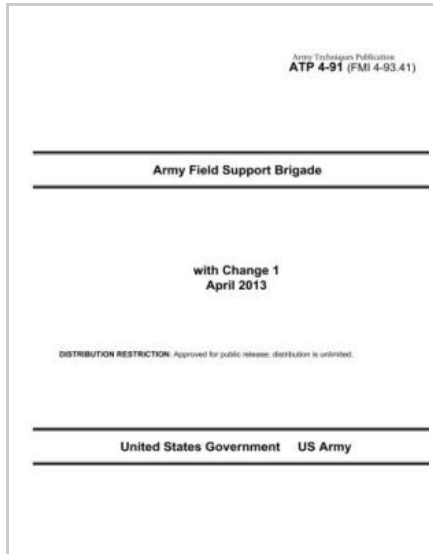 Army Techniques Publication
ATP 4-91 (FMI 4-93.41)
Army Field Support Brigade
with Change 1
April 2013
DISTRIBUTION RESTRICTION: Approved for public release; distribution is unlimited.
United States Government US Army